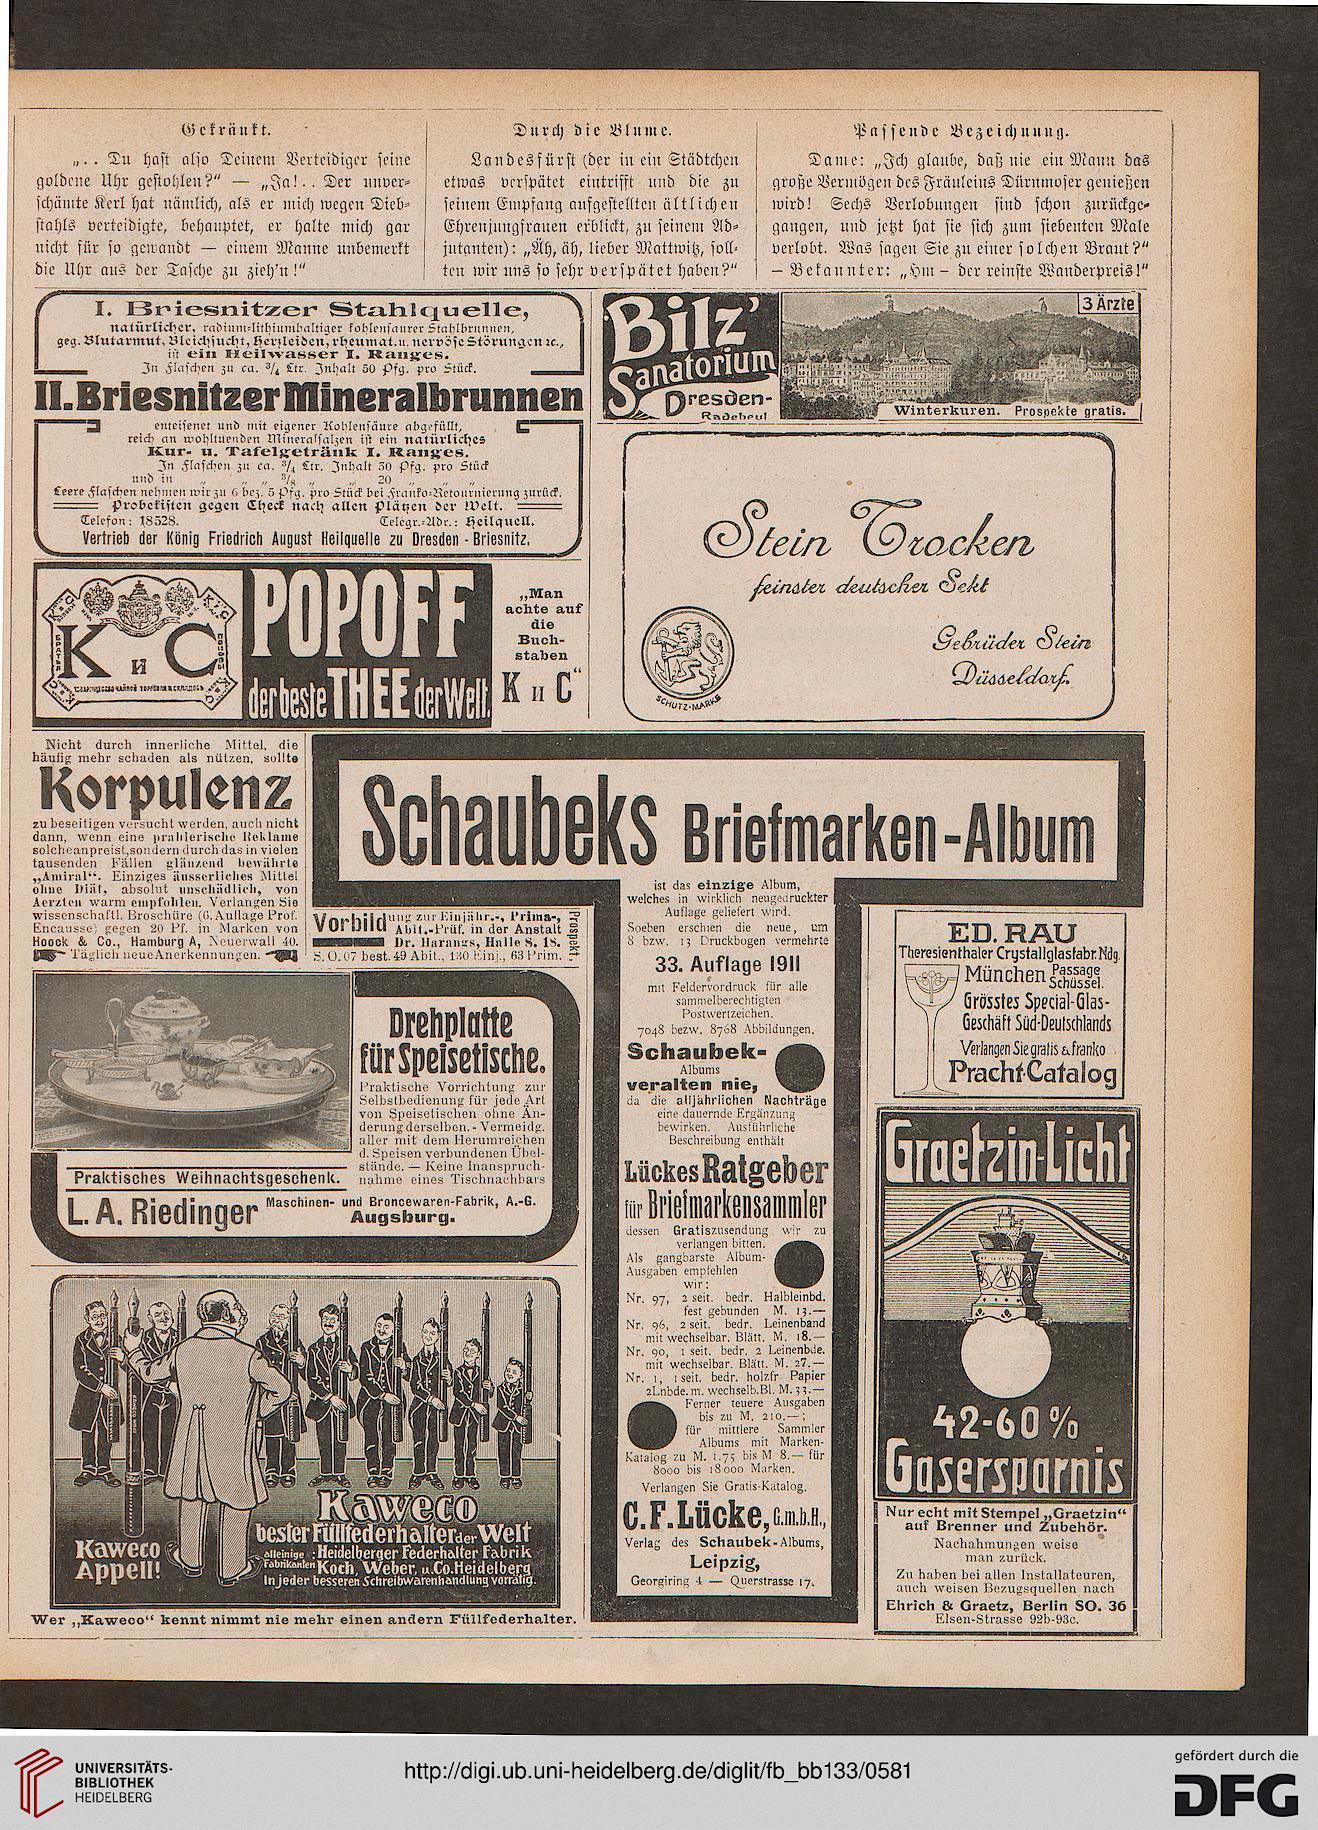 Gekränkt.
„.. Du hast also Deinem Verteidiger seine
goldene Uhr gestohlen?“ — „Ja!.. Der unver-
schämte Kerl hat nämlich, als er mich wegen Dieb-
stahls verteidigte, behauptet, er halte mich gar
nicht für so gewandt — einem Manne unbemerkt
die Uhr aus der Tasche zu zieh'n!“
Durch die Blume.
Landesfürst (der in ein Städtchen
etwas verspätet eintrifft und die zu
seinem Empfang aufgestellten ältlichen
Ehrenjungfrauen erblickt, zu seinem Ad-
jutanten): „Äh, äh, lieber Mattwitz, soll-
ten wir uns so sehr verspätet haben?“
Passende Bezeichnung.
Dame: „Ich glaube, daß nie ein Mann das
große Vermögen des Fräuleins Dürnmoser genießen
wird! Sechs Verlobungen sind schon zurückge-
gangen, und jetzt hat sie sich zum siebenten Male
verlobt. Was sagen Sie zu einer solchen Braut?“
— Bekannter: „Hm – der reinste Wanderpreis!“
I. Briesnitzer Stahlquelle,
natürlicher, radium-lithiumhaltiger kohlensaurer Stahlbrunnen,
geg. Blutarmut, Bleichsucht, Herzleiden, rheumat. u. nervöse Störungen etc.,
ist ein Heilwasser I. Ranges.
In Flaschen zu ca. 3/4 Ltr. Inhalt 50 Pfg. pro Stück.
II. Briesnitzer Mineralbrunnen
enteisenet und mit eigener Kohlensäure abgefüllt,
reich an wohltuenden Mineralsalzen ist ein natürliches
Kur- u. Tafelgetränk I. Ranges.
In Flaschen zu ca. 3/4 Ltr. Inhalt 30 Pfg. pro Stück
und in „ „ „ 3/8 „ „ 20 „ „ „
Leere Flaschen nehmen wir zu 6 bez. 5 Pfg. pro Stück bei Franko-Retournierung zurück.
Probekisten gegen Check nach allen Plätzen der Welt.
Telefon: 18528. Telegr.-Adr.: Heilquell.
Vertrieb der König Friedrich August Heilquelle zu Dresden - Briesnitz.
Bilz'
Sanatorium
Dresden-
Radebeul
3 Ärzte
Winterkuren. Prospekte gratis.
Stein Trocken
feinster deutscher Sekt
Gebrüder Stein
Düsseldorf.
SCHUTZ-MARKE
К и С
POPOFF
der beste THEE der Welt.
„Man
achte auf
die
Buch-
staben
К и С“
Nicht durch innerliche Mittel, die
häufig mehr schaden als nützen, sollte
Korpulenz
zu beseitigen versucht werden, auch nicht
dann, wenn eine prahlerische Reklame
solche anpreist, sondern durch das in vielen
tausenden Fällen glänzend bewährte
„Amiral“. Einziges äusserliches Mittel
ohne Diät, absolut unschädlich, von
Aerzten warm empfohlen. Verlangen Sie
wissenschaftl. Broschüre (6. Auflage Prof.
Encausse) gegen 20 Pf. in Marken von
Hoock & Co., Hamburg A, Neuerwall 40.
Täglich neue Anerkennungen.
Vorbildung zur Einjähr.-, Prima-,
Abit.-Prüf. in der Anstalt
Dr. Harangs, Halle S. 18.
S. O. 07 best. 49 Abit., 130 Einj., 63 Prim.
Prospekt.
Drehplatte
für Speisetische.
Praktische Vorrichtung zur
Selbstbedienung für jede Art
von Speisetischen ohne Än-
derung derselben. - Vermeidg.
aller mit dem Herumreichen
d. Speisen verbundenen Übel-
stände. — Keine Inanspruch-
nahme eines Tischnachbars
Praktisches Weihnachtsgeschenk.
L. A. Riedinger Maschinen- und Broncewaren-Fabrik, A.-G.
Augsburg.
Kaweco
Appell!
Kaweco
bester Füllfederhalter der Welt
alleinige Fabrikanten: Heidelberger Federhalter Fabrik
Koch, Weber, u. Co. Heidelberg
In jeder besseren Schreibwarenhandlung vorrätig.
Wer „Kaweco“ kennt nimmt nie mehr einen andern Füllfederhalter.
Schaubeks Briefmarken-Album
ist das einzige Album,
welches in wirklich neugedruckter
Auflage geliefert wird.
Soeben erschien die neue, um
8 bzw. 13 Druckbogen vermehrte
33. Auflage 1911
mit Feldervordruck für alle
sammelberechtigten
Postwertzeichen.
7048 bezw. 8768 Abbildungen.
Schaubek-
Albums
veralten nie,
da die alljährlichen Nachträge
eine dauernde Ergänzung
bewirken. Ausführliche
Beschreibung enthält
Lückes Ratgeber
für Briefmarkensammler
dessen Gratiszusendung wir zu
verlangen bitten.
Als gangbarste Album-
Ausgaben empfehlen
wir:
Nr. 97, 2 seit. bedr. Halbleinbd.
fest gebunden M. 13.—
Nr. 96, 2 seit. bedr. Leinenband
mit wechselbar. Blätt. M. 18.—
Nr. 90, 1 seit. bedr. 2 Leinenbde.
mit wechselbar. Blätt. M. 27.—
Nr. 1, 1 seit. bedr. holzfr. Papier
2 Lnbde. m. wechselb. Bl. M. 33.—
Ferner teuere Ausgaben
bis zu M. 210.—;
für mittlere Sammler
Albums mit Marken-
Katalog zu M. 1.75 bis M 8.— für
8000 bis 18000 Marken.
Verlangen Sie Gratis-Katalog.
C. F. Lücke, G.m.b.H.,
Verlag des Schaubek-Albums,
Leipzig,
Georgiring 4 — Querstrasse 17.
ED. RAU
Theresienthaler Crystallglasfabr. Ndg.
München Passage Schüssel.
Grösstes Special-Glas-
Geschäft Süd-Deutschlands
Verlangen Sie gratis & franko
Pracht-Catalog
Graetzin-Licht
42-60 %
Gasersparnis
Nur echt mit Stempel „Graetzin“
auf Brenner und Zubehör.
Nachahmungen weise
man zurück.
Zu haben bei allen Installateuren,
auch weisen Bezugsquellen nach
Ehrich & Graetz, Berlin SO. 36
Elsen-Strasse 92b-93c.
UNIVERSITÄTS-
BIBLIOTHEK
HEIDELBERG
http://digi.ub.uni-heidelberg.de/diglit/fb_bb133/0581
gefördert durch die
DFG